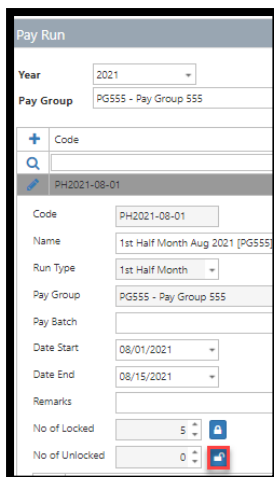 Pay Run
Year 2021
Pay Group PG555 - Pay Group 555
Code
PH2021-08-01
Code PH2021-08-01
Name 1st Half Month Aug 2021 [PG555]
Run Type 1st Half Month
Pay Group PG555 - Pay Group 555
Pay Batch
Date Start 08/01/2021
Date End 08/15/2021
Remarks
No of Locked 5
No of Unlocked 0